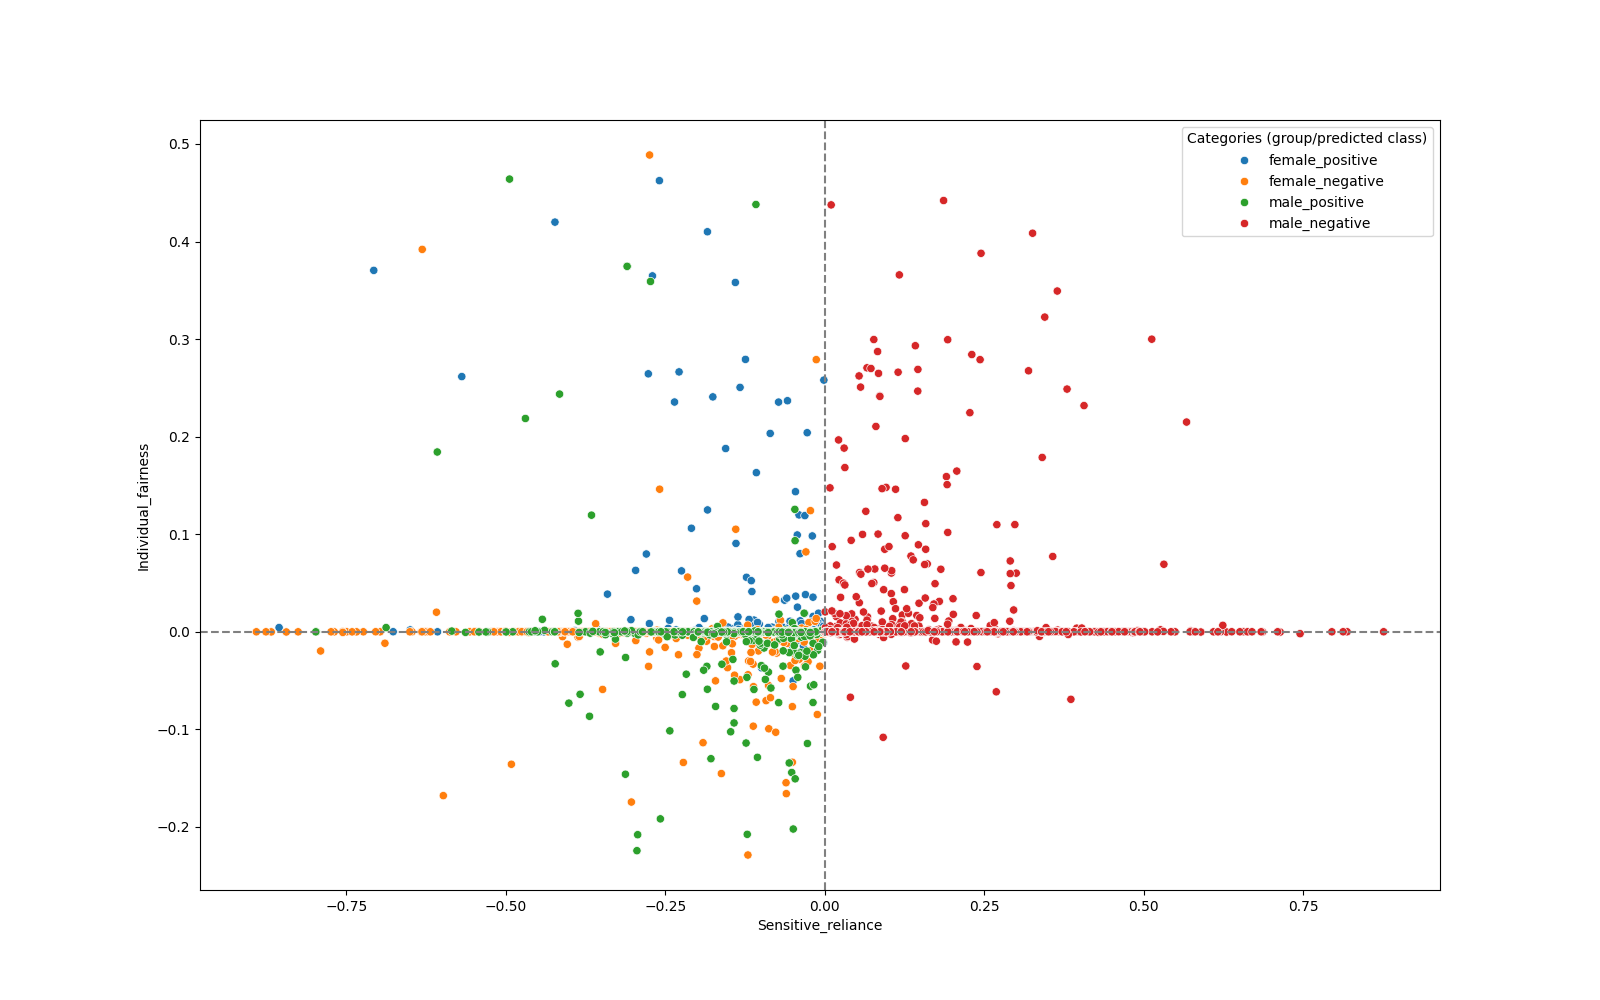 Categories (group/predicted class)
female_positive
female_negative
male_positive
male_negative
Individual_fairness
0.5
0.4
0.3
0.2
0.1
0.0
−0.1
−0.2
−0.75
−0.50
−0.25
0.00
0.25
0.50
0.75
Sensitive_reliance